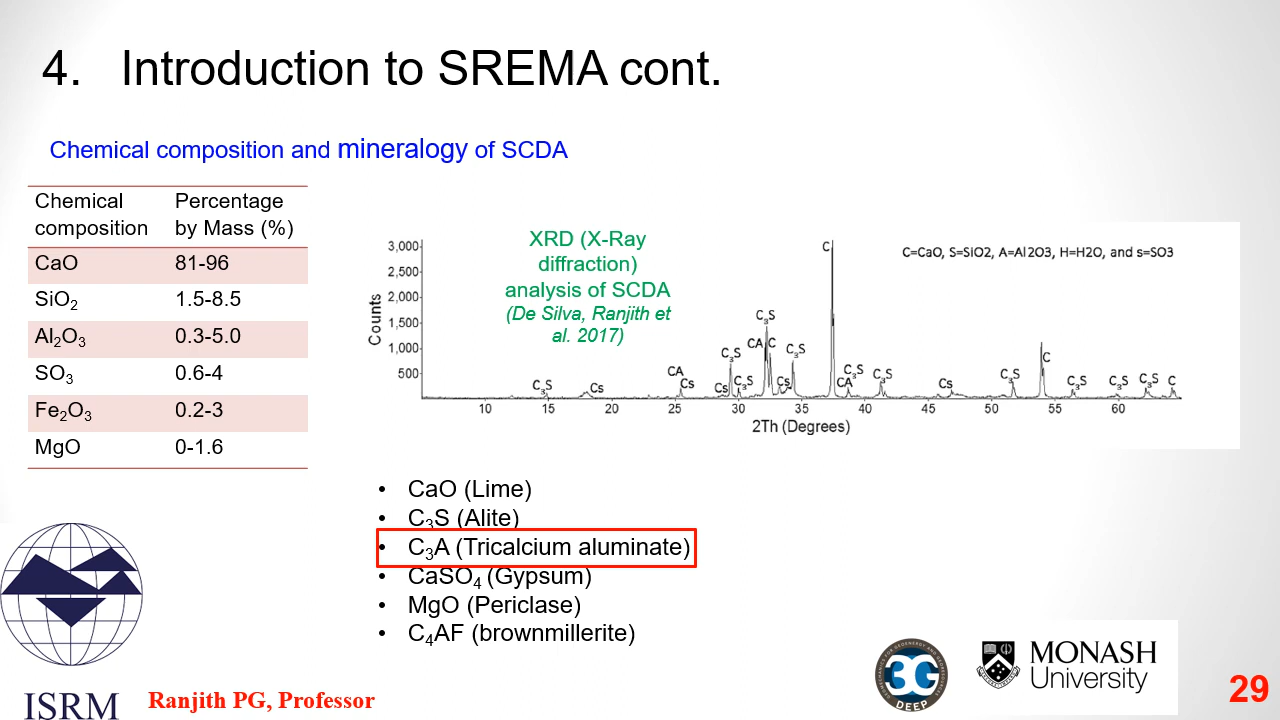 4. Introduction to SREMA cont.
Chemical composition and mineralogy of SCDA
Chemical composition
Percentage by Mass (%)
CaO 81-96
SiO₂ 1.5-8.5
Al₂O₃ 0.3-5.0
SO₃ 0.6-4
Fe₂O₃ 0.2-3
MgO 0-1.6
XRD (X-Ray
diffraction)
analysis of SCDA
(De Silva, Ranjith et
al. 2017)
C=CaO, S=SiO2, A=Al2O3, H=H2O, and s=SO3
Counts
3,000
2,500
2,000
1,500
1,000
500
C₃S
Cs
CA
Cs
Cs
C₃S
C₃S
CA
C₃S
C
Cs
C₃S
C
CA
C₃S
C₃S
Cs
C₃S
C
C₃S
C₃S
C₃S
C
10 15 20 25 30 35 40 45 50 55 60
2Th (Degrees)
• CaO (Lime)
• C₃S (Alite)
• C₃A (Tricalcium aluminate)
• CaSO₄ (Gypsum)
• MgO (Periclase)
• C₄AF (brownmillerite)
ISRM
Ranjith PG, Professor
3G
DEEP
MONASH
University
29